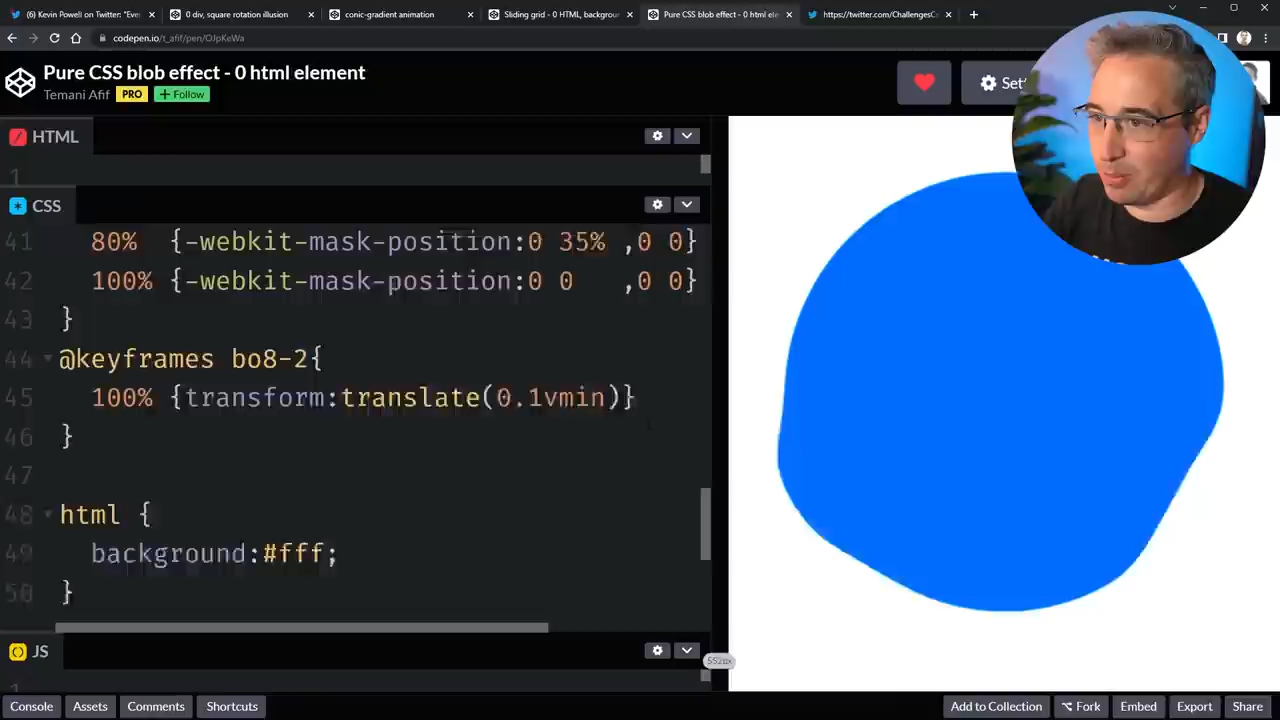 (6) Kevin Powell on Twitter: "Ever
0 div, square rotation illusion
conic-gradient animation
Sliding grid - 0 HTML, backgroun
Pure CSS blob effect - 0 html ele
https://twitter.com/ChallengesC
codepen.io/t_afif/pen/OJpKeWa
Pure CSS blob effect - 0 html element
Temani Afif PRO + Follow
HTML
1
CSS
41 80% {-webkit-mask-position:0 35% ,0 0}
42 100% {-webkit-mask-position:0 0 ,0 0}
43 }
44 @keyframes bo8-2{
45 100% {transform:translate(0.1vmin)}
46 }
47
48 html {
49 background:#fff;
50 }
552px
JS
Console Assets Comments Shortcuts Add to Collection Fork Embed Export Share